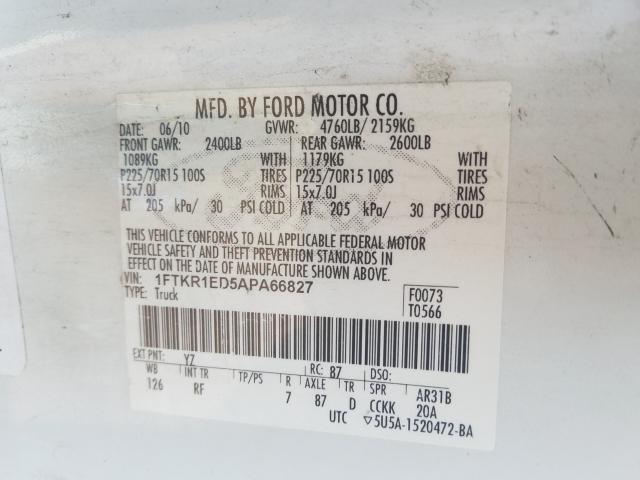 MFD. BY FORD MOTOR CO.
DATE: 06/10 GVWR: 4760LB/ 2159KG
FRONT GAWR: 2400LB REAR GAWR: 2600LB
1089KG WITH 1179KG WITH
P225/70R15 100S TIRES P225/70R15 100S TIRES
15x7.0J RIMS 15x7.0J RIMS
AT 205 kPa/ 30 PSI COLD AT 205 kPa/ 30 PSI COLD
THIS VEHICLE CONFORMS TO ALL APPLICABLE FEDERAL MOTOR
VEHICLE SAFETY AND THEFT PREVENTION STANDARDS IN
EFFECT ON THE DATE OF MANUFACTURE SHOWN ABOVE.
VIN: 1FTKR1ED5APA66827 F0073
TYPE: Truck T0566
EXT PNT: YZ RC: 87 DSO:
WB INT TR TP/PS R AXLE TR SPR AR31B
126 RF 7 87 D CCKK 20A
UTC ▽5U5A-1520472-BA